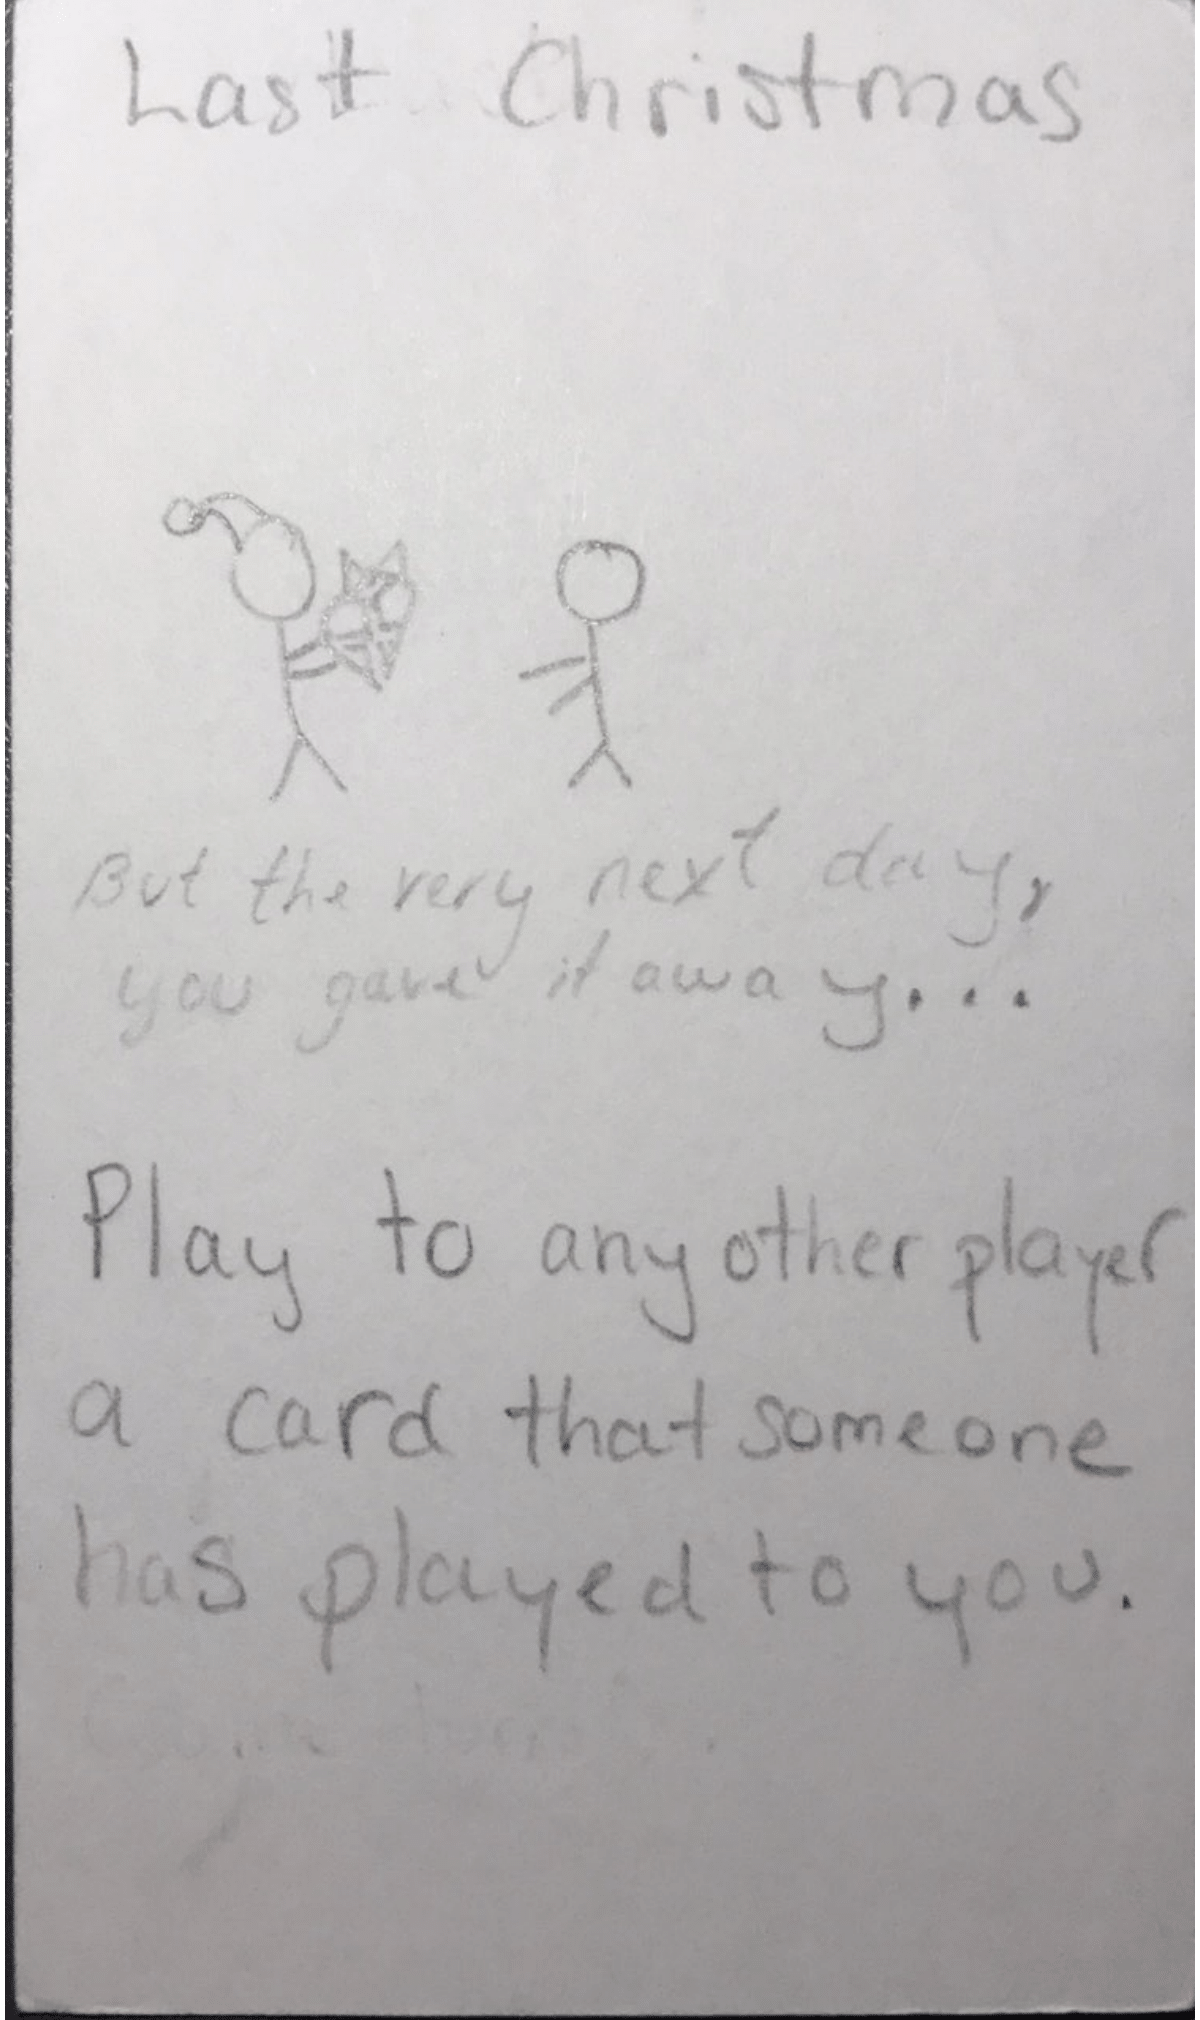 Last Christmas
But the very next day,
you gave it away...
Play to any other player
a card that someone
has played to you.